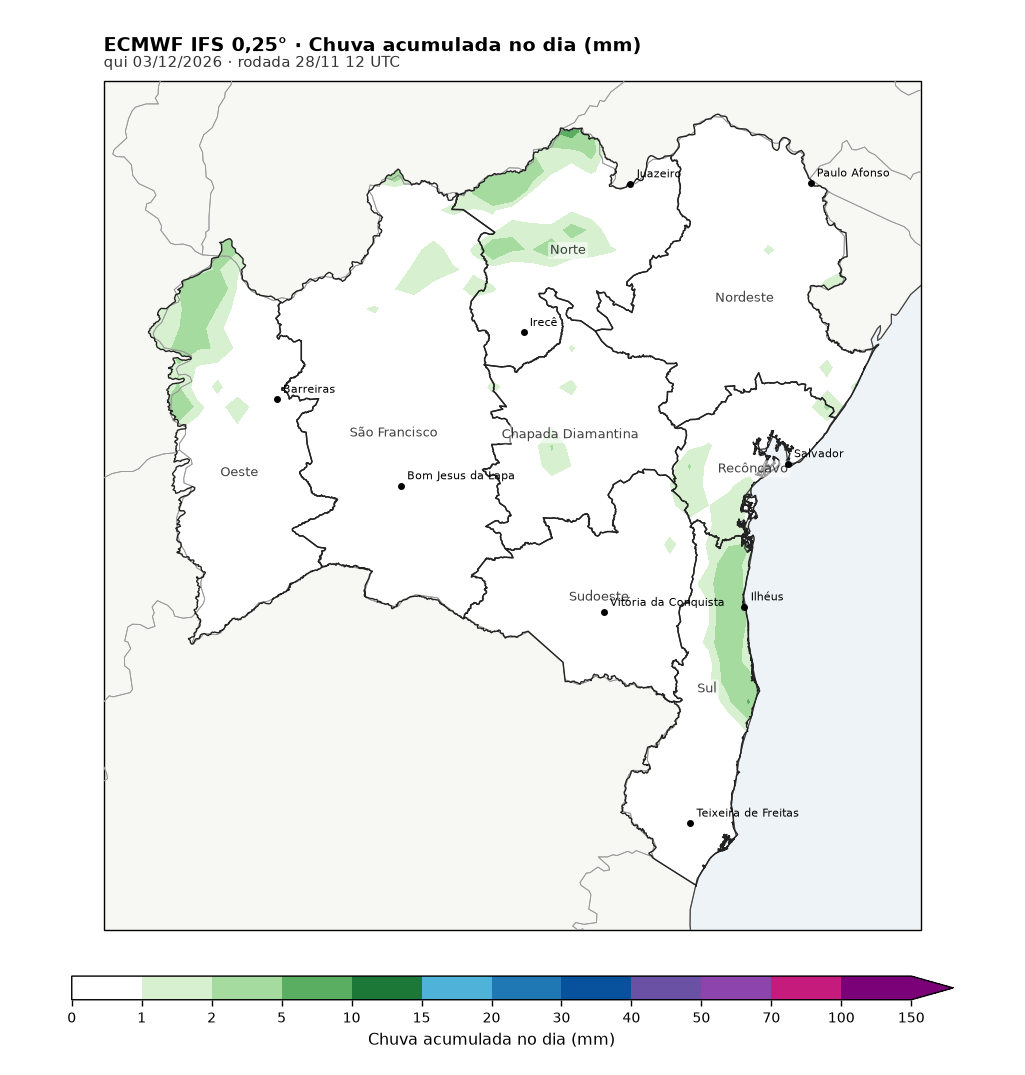 ECMWF IFS 0,25° · Chuva acumulada no dia (mm)
qui 03/12/2026 · rodada 28/11 12 UTC
Juazeiro
Paulo Afonso
Norte
Nordeste
Irecê
Barreiras
São Francisco
Chapada Diamantina
Salvador
Recôncavo
Oeste
Bom Jesus da Lapa
Sudoeste
Vitória da Conquista
Ilhéus
Sul
Teixeira de Freitas
0 1 2 5 10 15 20 30 40 50 70 100 150
Chuva acumulada no dia (mm)